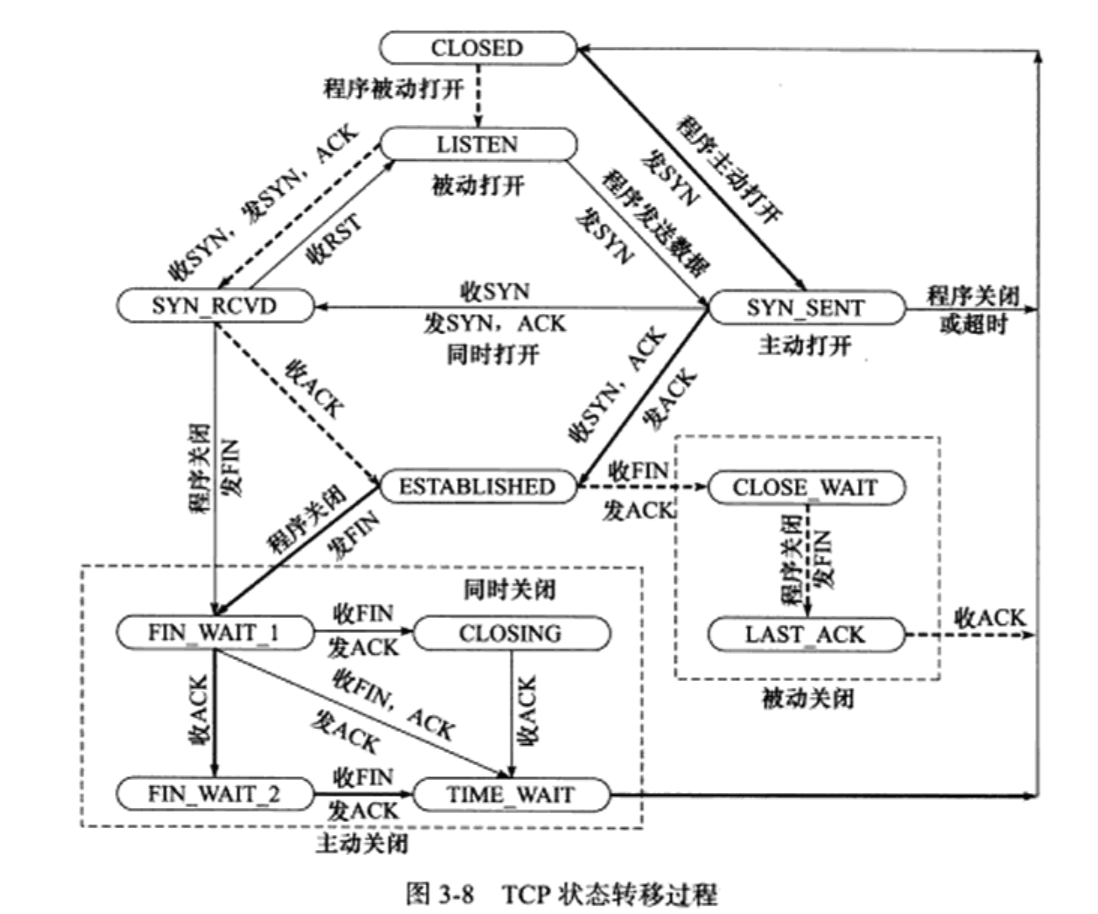 CLOSED
程序被动打开
LISTEN
被动打开
收SYN，发SYN，ACK
收RST
程序主动打开
发SYN
程序发送数据
发SYN
SYN_RCVD
收SYN
发SYN，ACK
同时打开
SYN_SENT
主动打开
程序关闭
或超时
收ACK
收SYN，ACK
发ACK
程序关闭
发FIN
ESTABLISHED
收FIN
发ACK
CLOSE_WAIT
程序关闭
发FIN
程序关闭
发FIN
同时关闭
FIN_WAIT_1
收FIN
发ACK
CLOSING
LAST_ACK
收ACK
被动关闭
收ACK
收FIN，ACK
发ACK
收ACK
FIN_WAIT_2
收FIN
发ACK
TIME_WAIT
主动关闭
图 3-8 TCP 状态转移过程